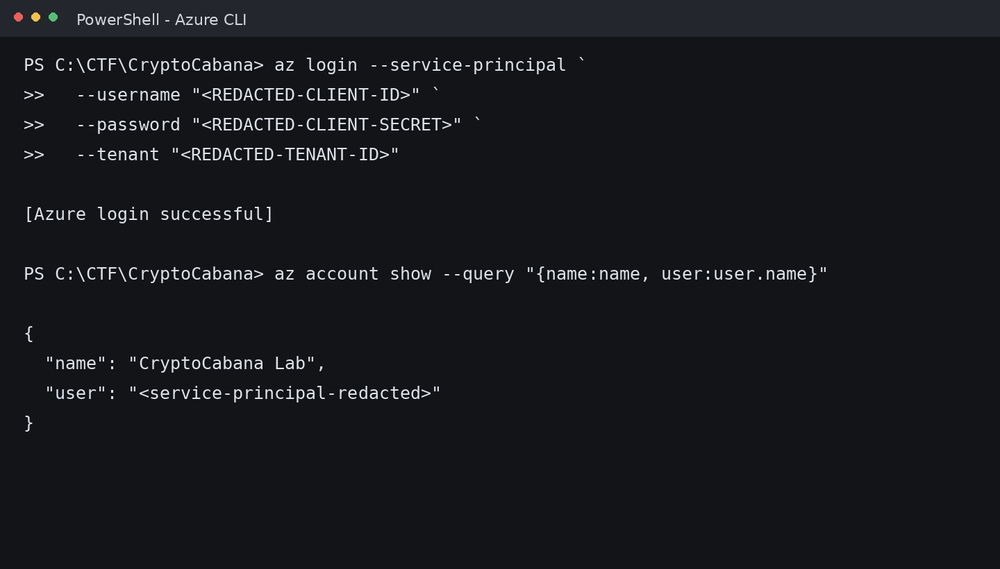 PowerShell - Azure CLI
PS C:\CTF\CryptoCabana> az login --service-principal `
>>   --username "<REDACTED-CLIENT-ID>" `
>>   --password "<REDACTED-CLIENT-SECRET>" `
>>   --tenant "<REDACTED-TENANT-ID>"
[Azure login successful]
PS C:\CTF\CryptoCabana> az account show --query "{name:name, user:user.name}"
{
  "name": "CryptoCabana Lab",
  "user": "<service-principal-redacted>"
}